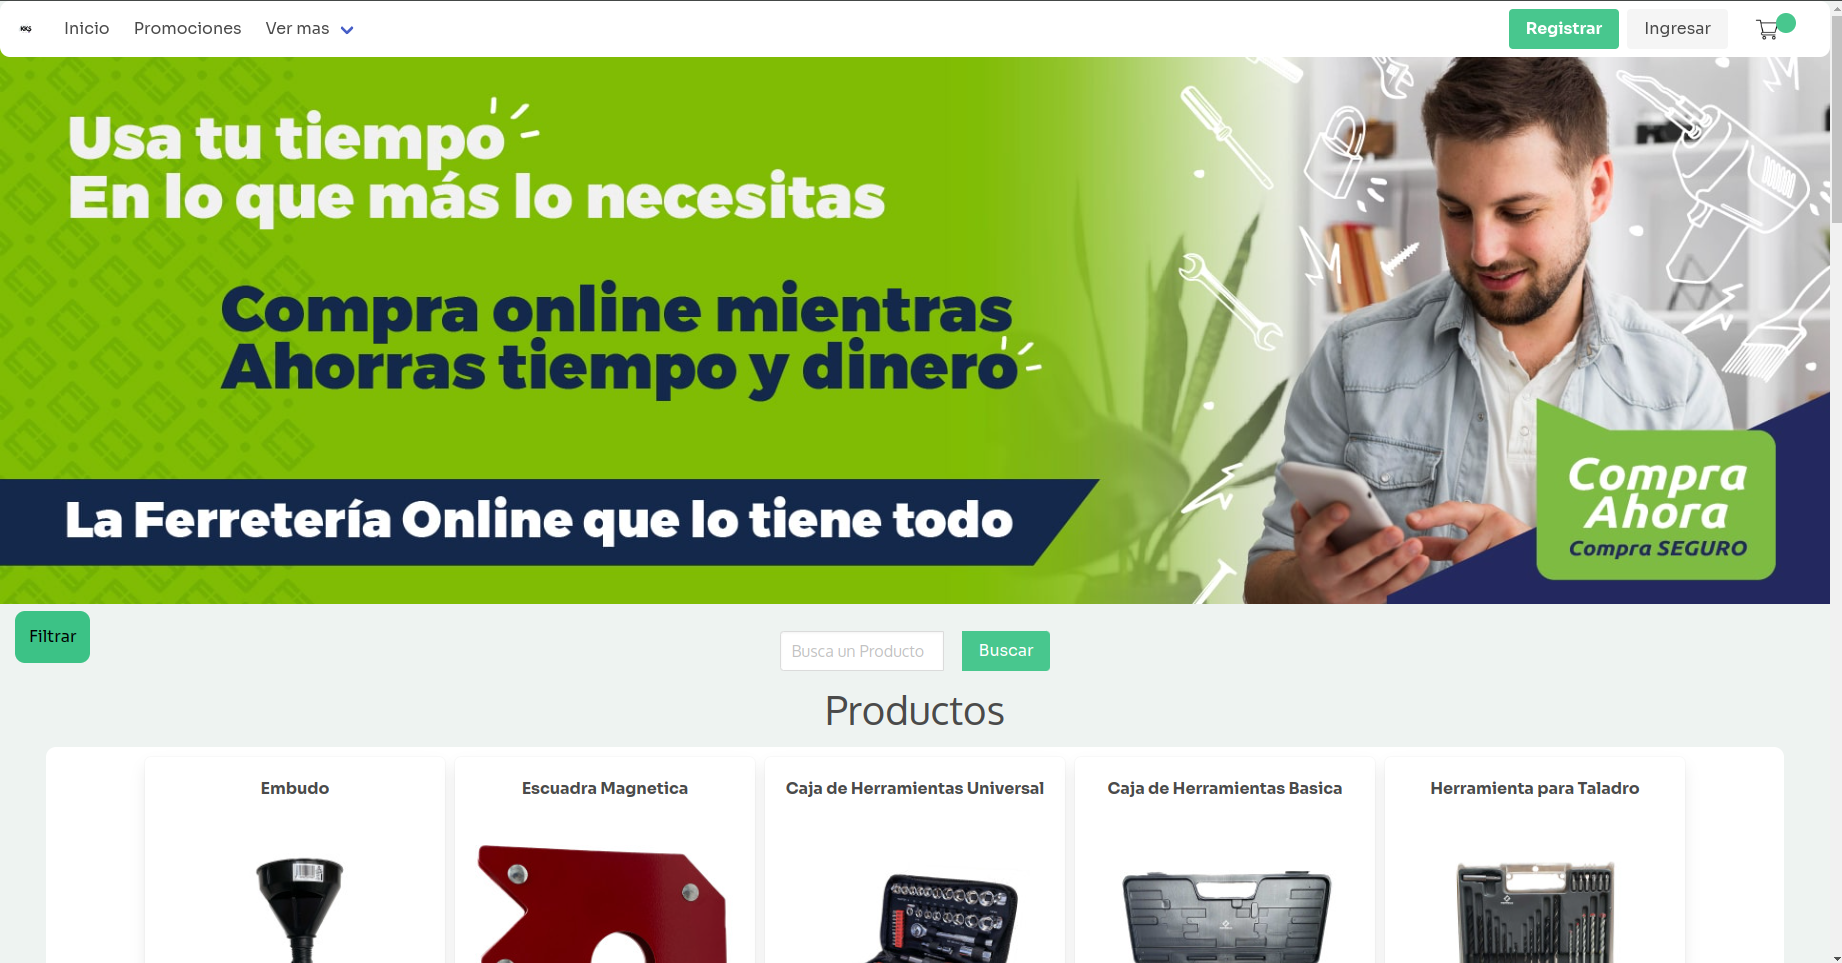 KKS
Inicio
Promociones
Ver mas
Registrar
Ingresar
Usa tu tiempo
En lo que más lo necesitas
Compra online mientras
Ahorras tiempo y dinero
La Ferretería Online que lo tiene todo
Compra
Ahora
Compra SEGURO
Filtrar
Busca un Producto
Buscar
Productos
Embudo
Escuadra Magnetica
Caja de Herramientas Universal
Caja de Herramientas Basica
Herramienta para Taladro